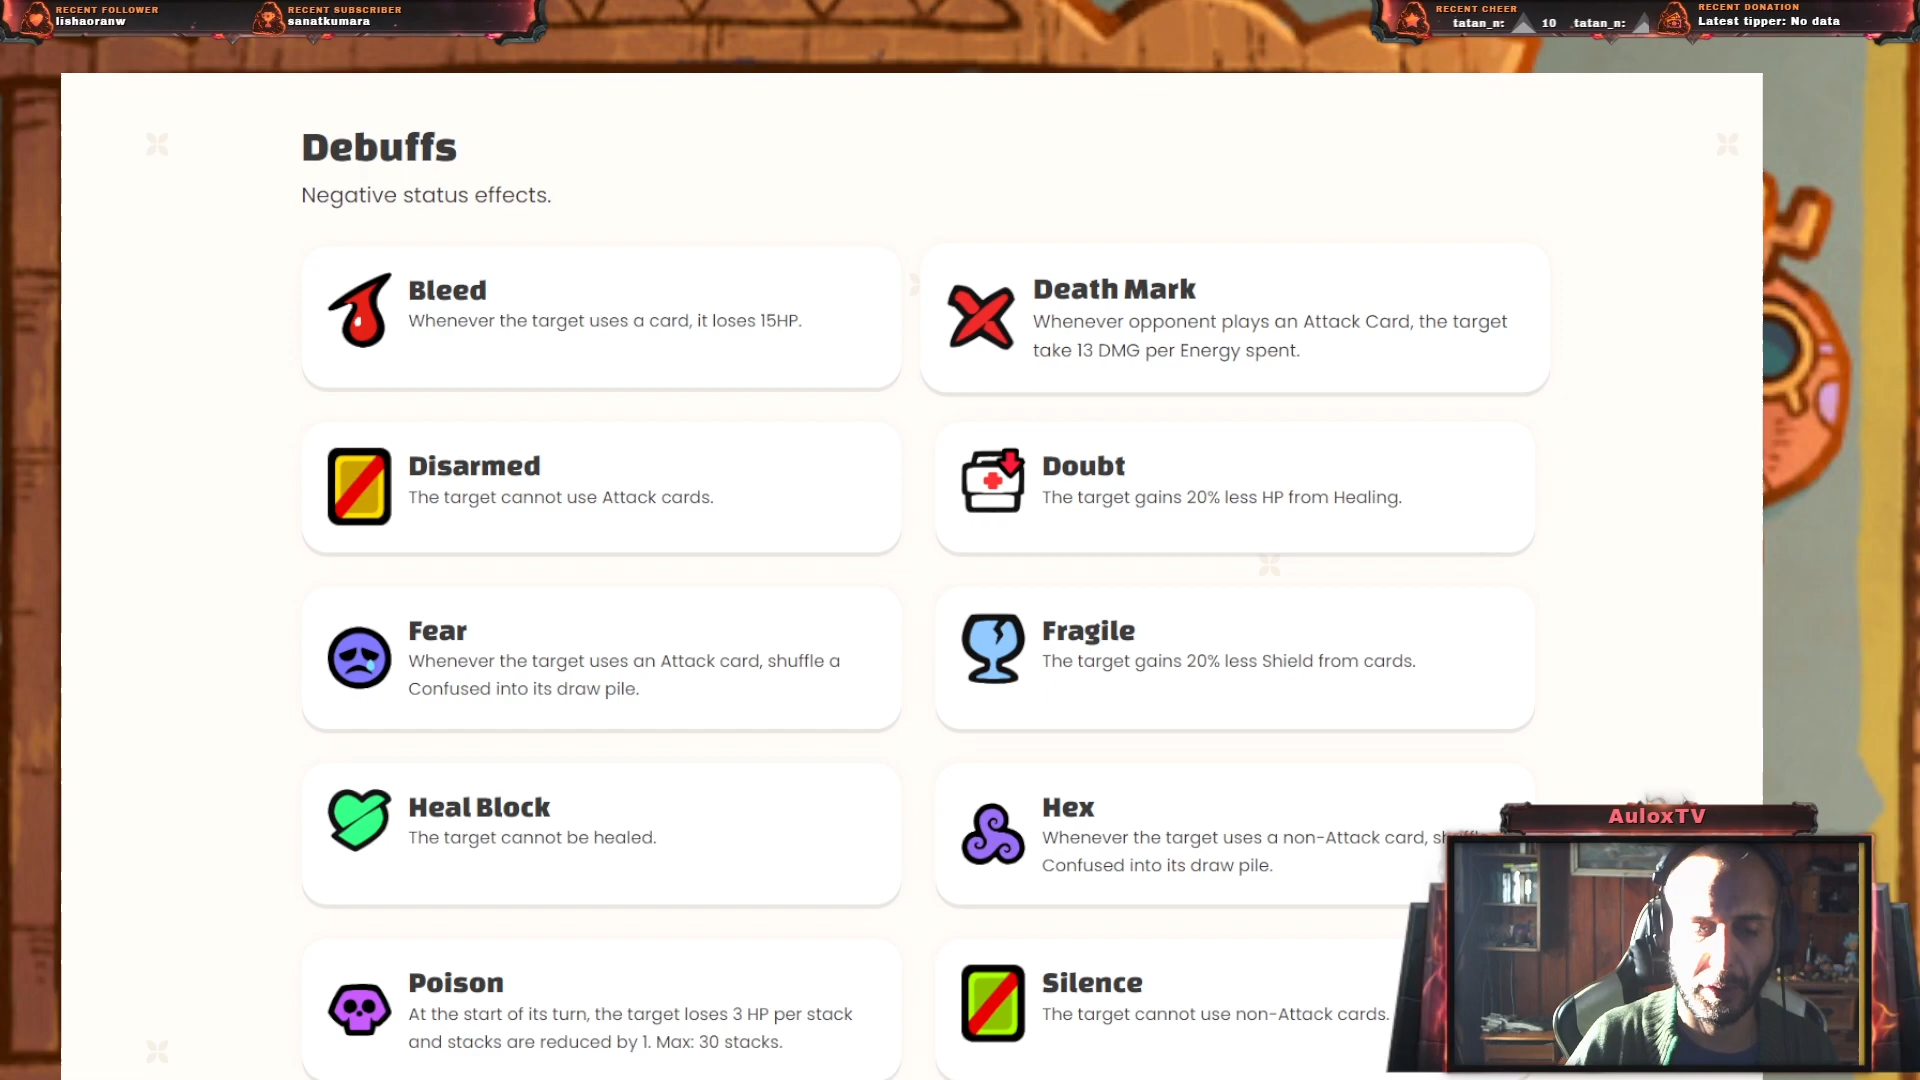 RECENT FOLLOWER
lishaoranw
RECENT SUBSCRIBER
sanatkumara
RECENT CHEER
tatan_n: 10 tatan_n:
RECENT DONATION
Latest tipper: No data
Debuffs
Negative status effects.
Bleed
Whenever the target uses a card, it loses 15HP.
Death Mark
Whenever opponent plays an Attack Card, the target
take 13 DMG per Energy spent.
Disarmed
The target cannot use Attack cards.
Doubt
The target gains 20% less HP from Healing.
Fear
Whenever the target uses an Attack card, shuffle a
Confused into its draw pile.
Fragile
The target gains 20% less Shield from cards.
Heal Block
The target cannot be healed.
Hex
Whenever the target uses a non-Attack card,
Confused into its draw pile.
Poison
At the start of its turn, the target loses 3 HP per stack
and stacks are reduced by 1. Max: 30 stacks.
Silence
The target cannot use non-Attack cards.
AuloxTV